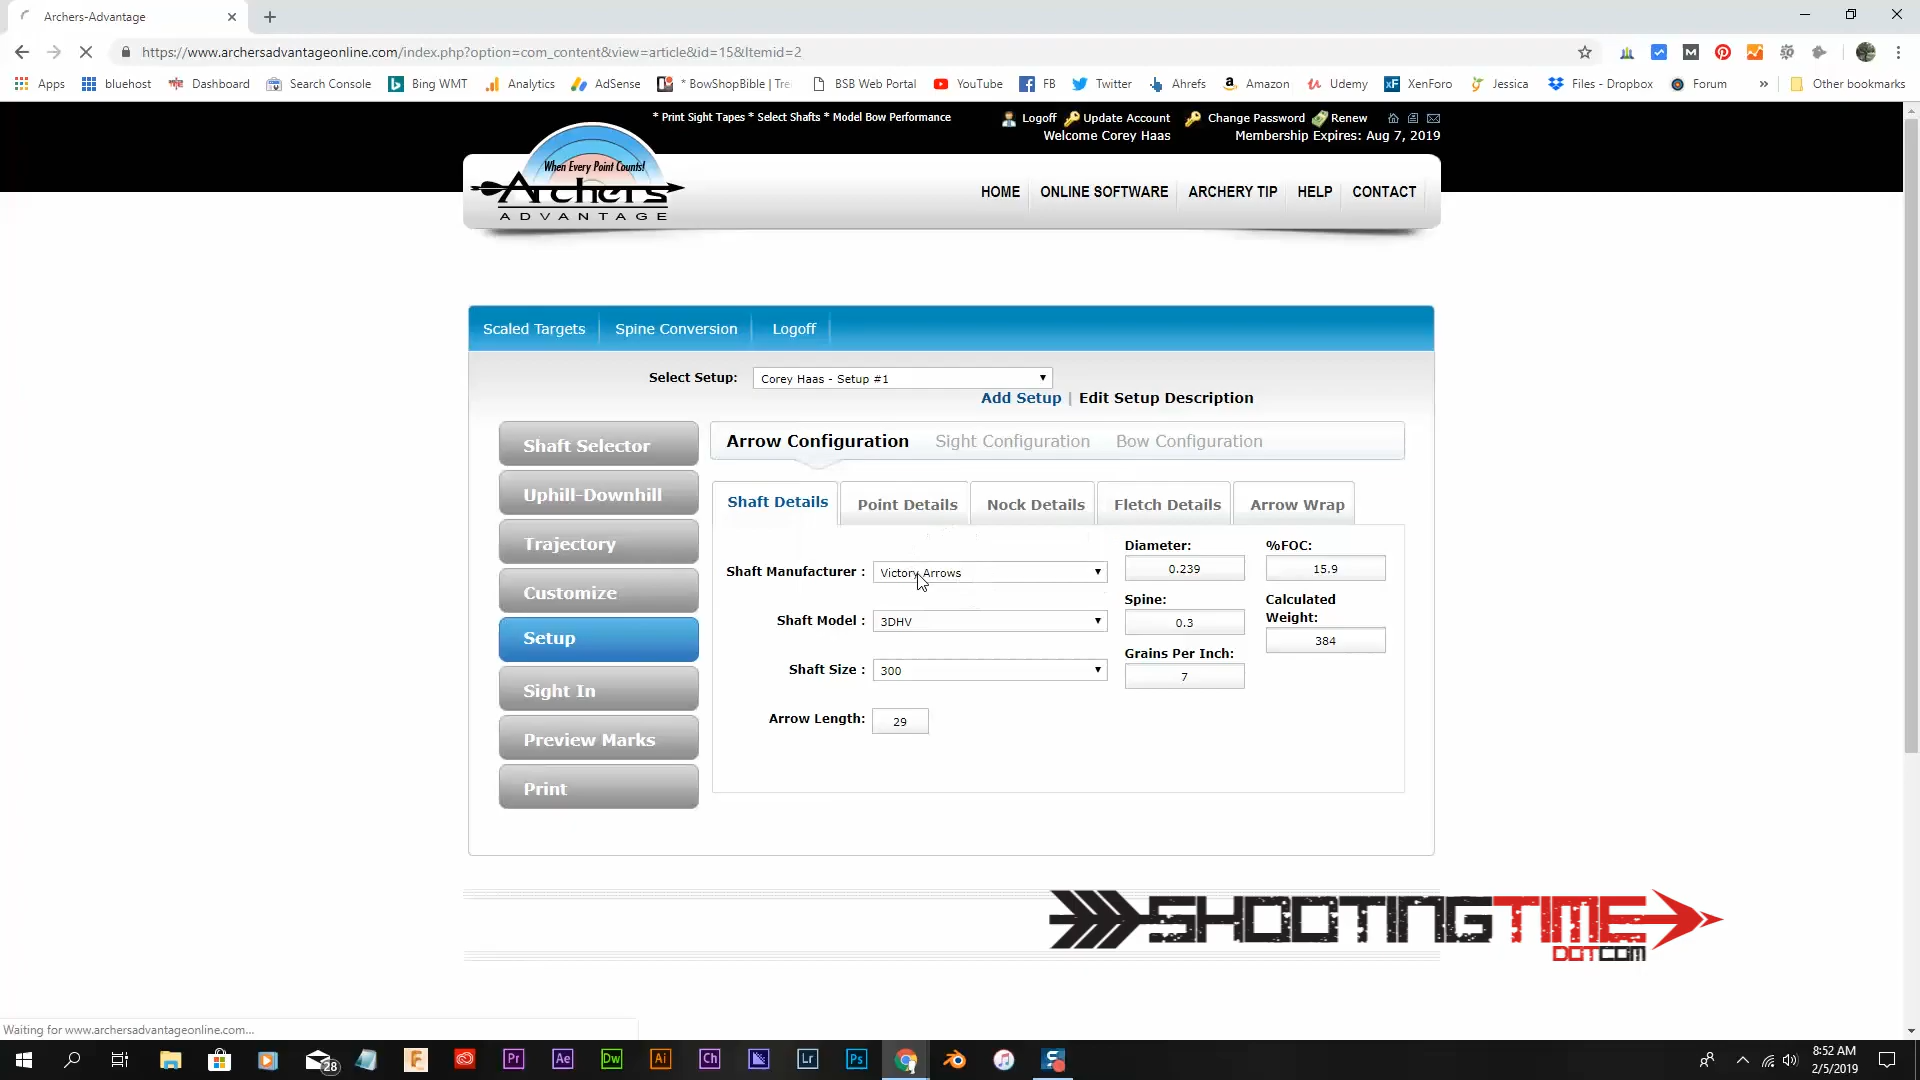 Archers-Advantage
https://www.archersadvantageonline.com/index.php?option=com_content&view=article&id=15&Itemid=2
Apps bluehost Dashboard Search Console Bing WMT Analytics AdSense * BowShopBible | Tre BSB Web Portal YouTube FB Twitter Ahrefs Amazon Udemy XenForo Jessica Files - Dropbox Forum » Other bookmarks
* Print Sight Tapes * Select Shafts * Model Bow Performance
Logoff Update Account Change Password Renew
Welcome Corey Haas Membership Expires: Aug 7, 2019
When Every Point Counts!
Archers
ADVANTAGE
HOME ONLINE SOFTWARE ARCHERY TIP HELP CONTACT
Scaled Targets Spine Conversion Logoff
Select Setup: Corey Haas - Setup #1
Add Setup | Edit Setup Description
Shaft Selector
Uphill-Downhill
Trajectory
Customize
Setup
Sight In
Preview Marks
Print
Arrow Configuration Sight Configuration Bow Configuration
Shaft Details Point Details Nock Details Fletch Details Arrow Wrap
Shaft Manufacturer : Victory Arrows
Shaft Model : 3DHV
Shaft Size : 300
Arrow Length: 29
Diameter:
0.239
Spine:
0.3
Grains Per Inch:
7
%FOC:
15.9
Calculated
Weight:
384
SHOOTINGTIME
DOTCOM
Waiting for www.archersadvantageonline.com...
28
Pr Ae Dw Ai Ch Lr Ps
8:52 AM
2/5/2019